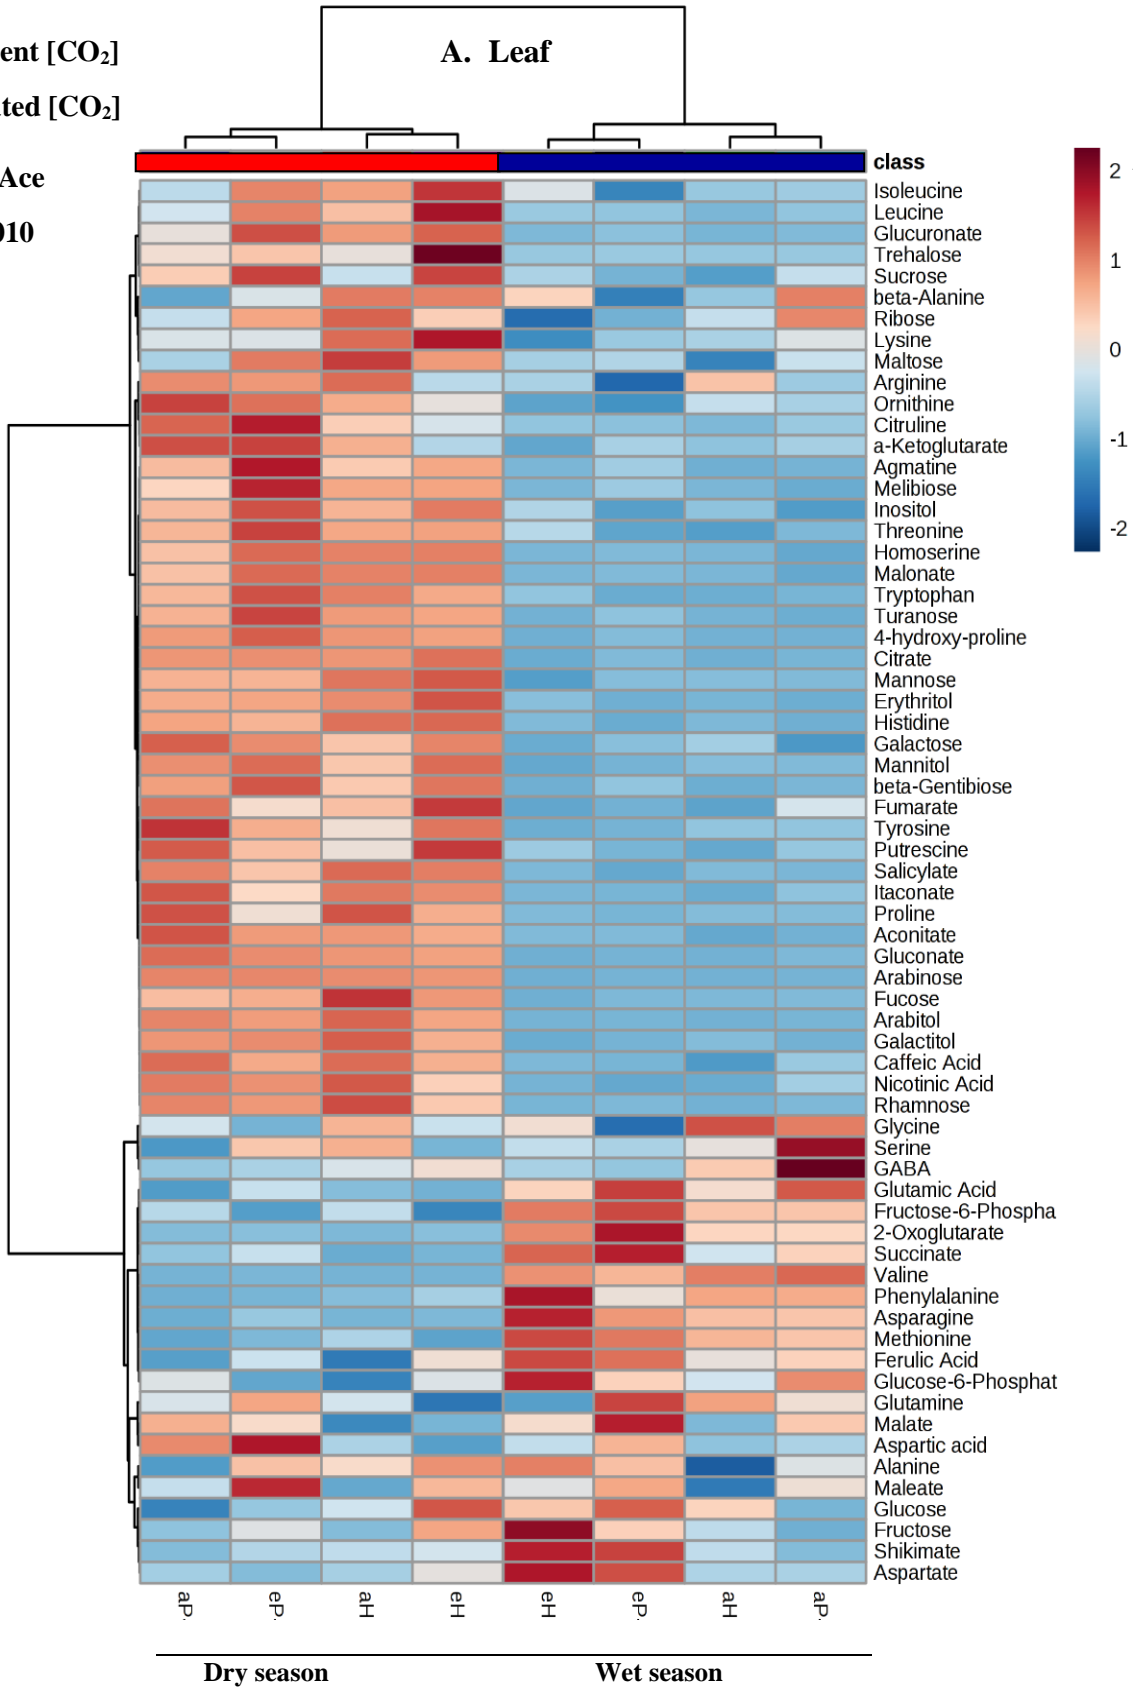 ent [CO₂]
A. Leaf
ted [CO₂]
Ace
010
class
Isoleucine
Leucine
Glucuronate
Trehalose
Sucrose
beta-Alanine
Ribose
Lysine
Maltose
Arginine
Ornithine
Citruline
a-Ketoglutarate
Agmatine
Melibiose
Inositol
Threonine
Homoserine
Malonate
Tryptophan
Turanose
4-hydroxy-proline
Citrate
Mannose
Erythritol
Histidine
Galactose
Mannitol
beta-Gentibiose
Fumarate
Tyrosine
Putrescine
Salicylate
Itaconate
Proline
Aconitate
Gluconate
Arabinose
Fucose
Arabitol
Galactitol
Caffeic Acid
Nicotinic Acid
Rhamnose
Glycine
Serine
GABA
Glutamic Acid
Fructose-6-Phospha
2-Oxoglutarate
Succinate
Valine
Phenylalanine
Asparagine
Methionine
Ferulic Acid
Glucose-6-Phosphat
Glutamine
Malate
Aspartic acid
Alanine
Maleate
Glucose
Fructose
Shikimate
Aspartate
2
1
0
-1
-2
aP. eP. aH eH eH eP. aH aP.
Dry season Wet season